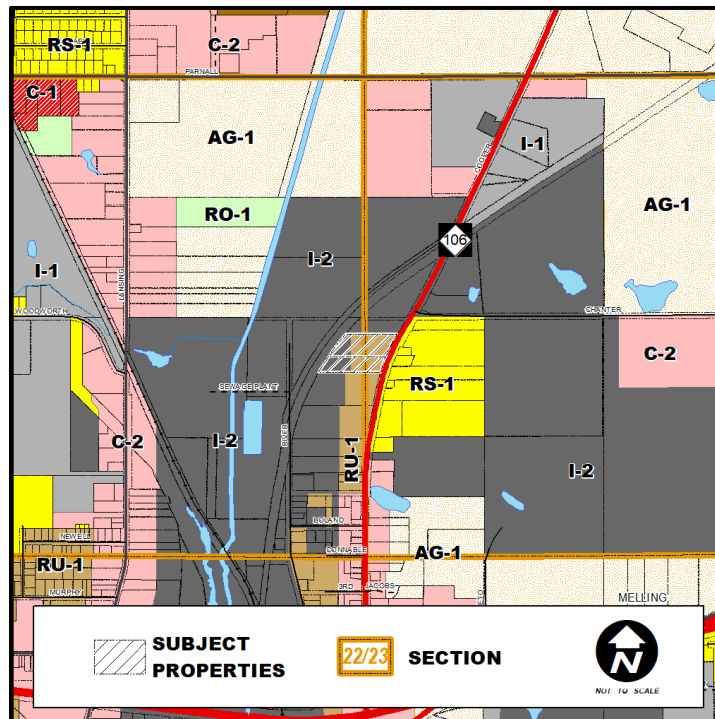 RS-1
C-2
PARNALL
C-1
AG-1
COOPER
I-1
RO-1
AG-1
106
I-2
I-1
LANSING
WOODWORTH
CHANTER
C-2
SEWAGE PLANT
RS-1
C-2
I-2
RIVER
RU-1
I-2
BOLAND
NEWELL
CONNABLE
AG-1
RU-1
MURPHY
3RD
JACOBS
MELLING
SUBJECT
PROPERTIES
22/23
SECTION
N
NOT TO SCALE